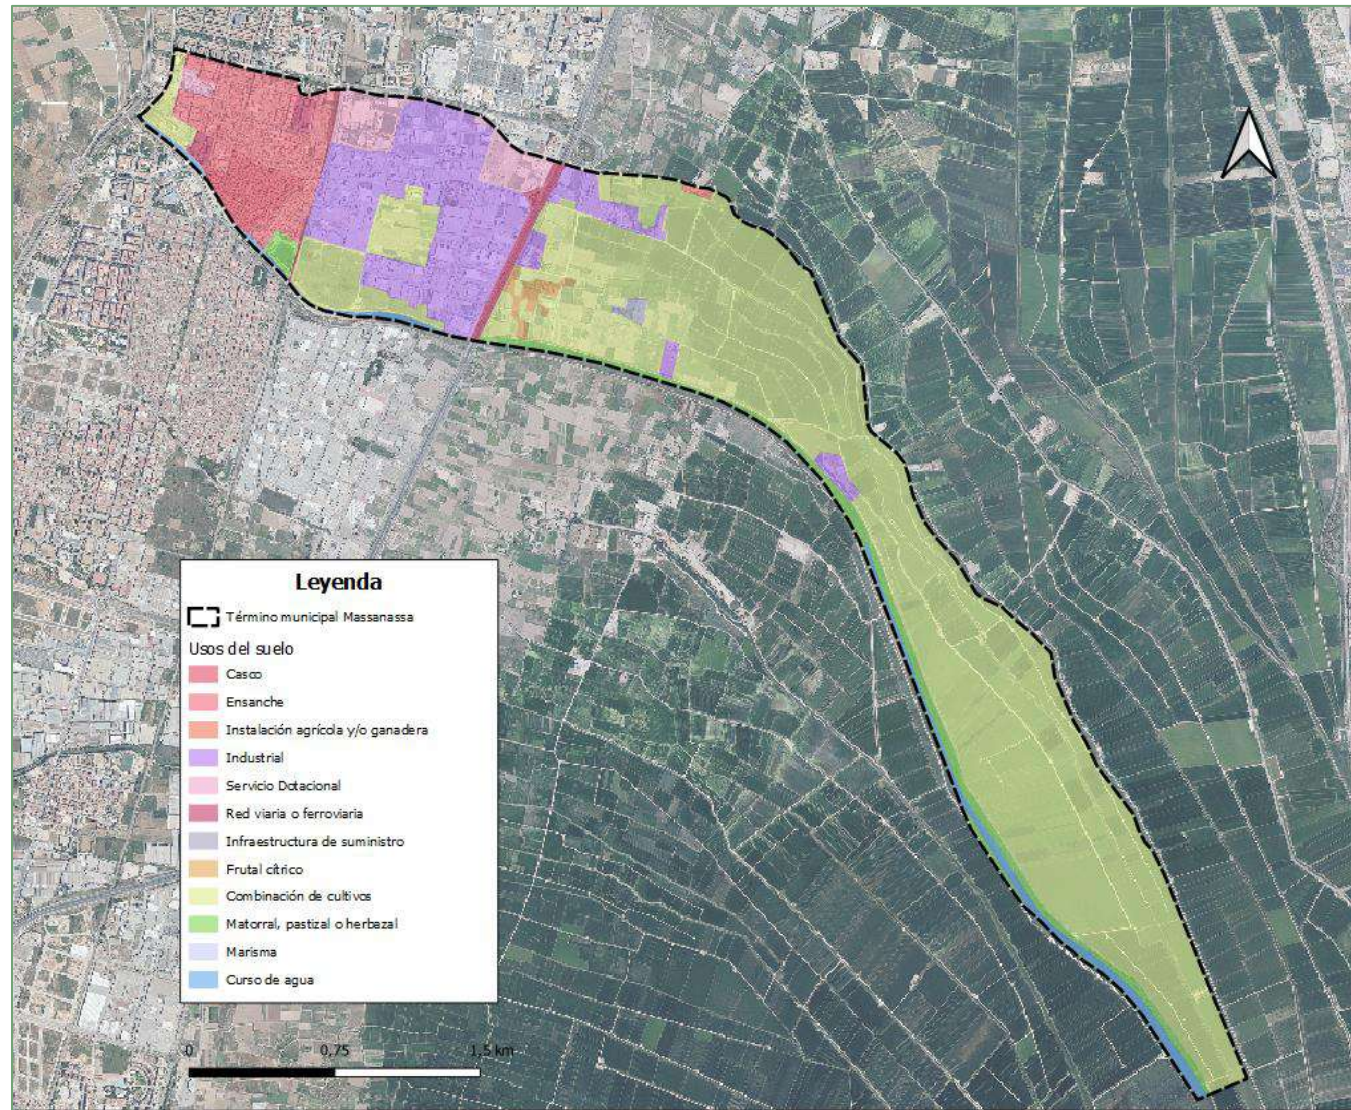 Leyenda
Término municipal Massanassa
Usos del suelo
Casco
Ensanche
Instalación agrícola y/o ganadera
Industrial
Servicio Dotacional
Red viaria o ferroviaria
Infraestructura de suministro
Frutal cítrico
Combinación de cultivos
Matorral, pastizal o herbazal
Marisma
Curso de agua
0 0,75 1,5 km